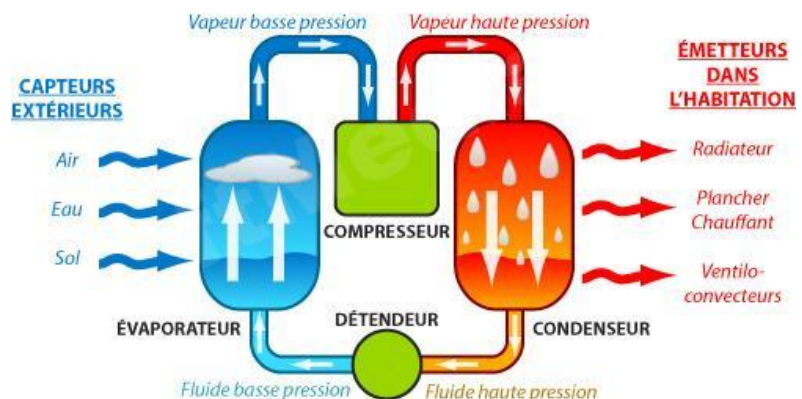 Vapeur basse pression
Vapeur haute pression
CAPTEURS
EXTÉRIEURS
Air
Eau
Sol
ÉMETTEURS
DANS
L'HABITATION
Radiateur
Plancher
Chauffant
Ventilo-
convecteurs
COMPRESSEUR
ÉVAPORATEUR
DÉTENDEUR
CONDENSEUR
Fluide basse pression
Fluide haute pression